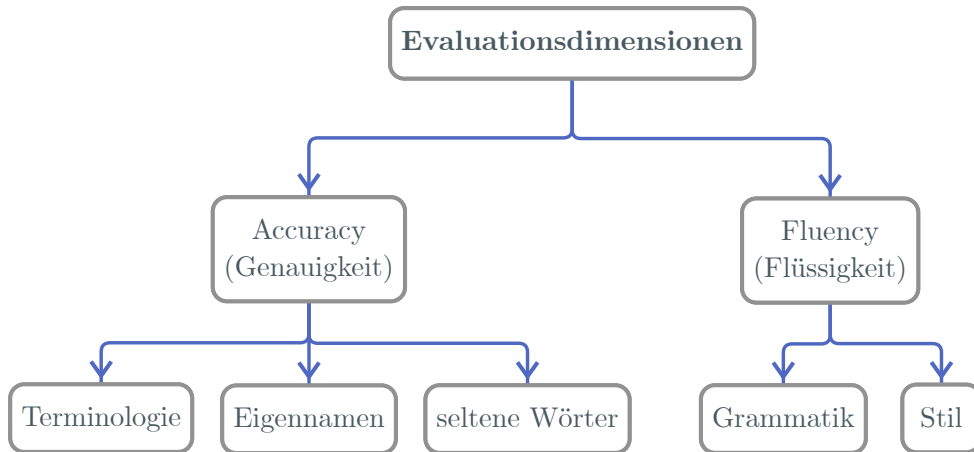 Evaluationsdimensionen
Accuracy
(Genauigkeit)
Fluency
(Flüssigkeit)
Terminologie
Eigennamen
seltene Wörter
Grammatik
Stil